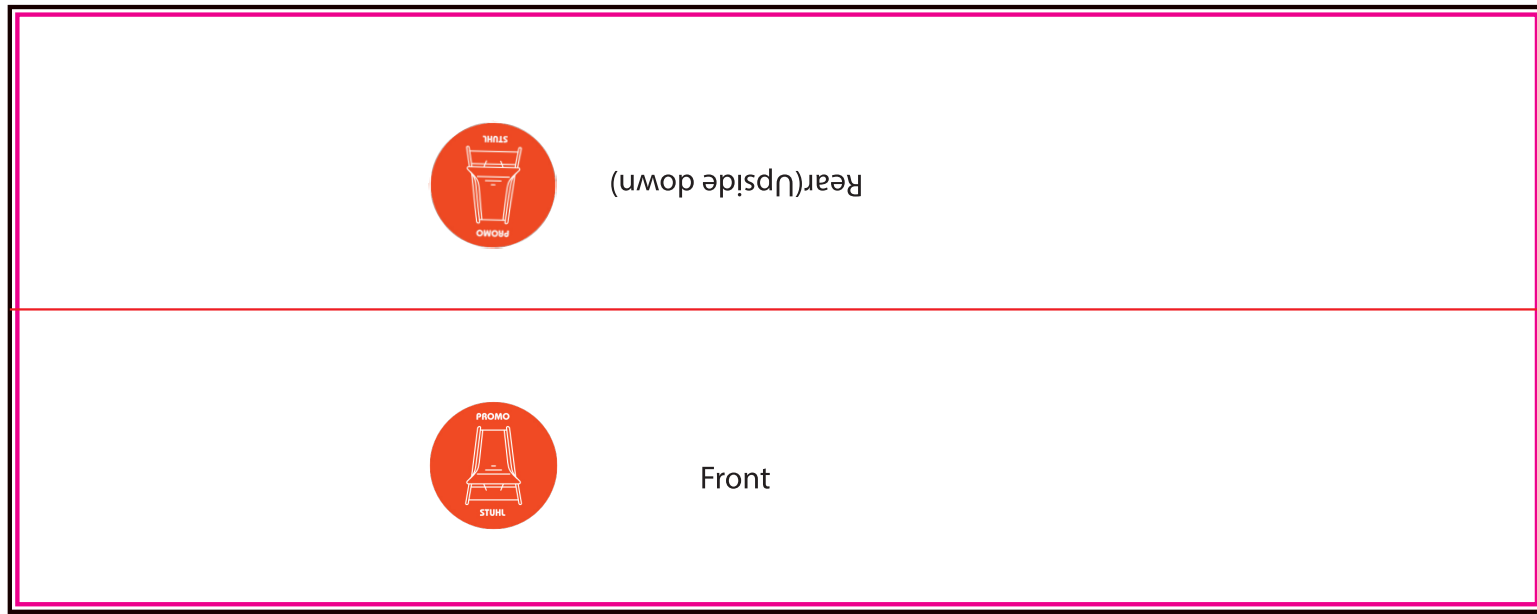 STUHL
PROMO
Rear(Upside down)
PROMO
STUHL
Front